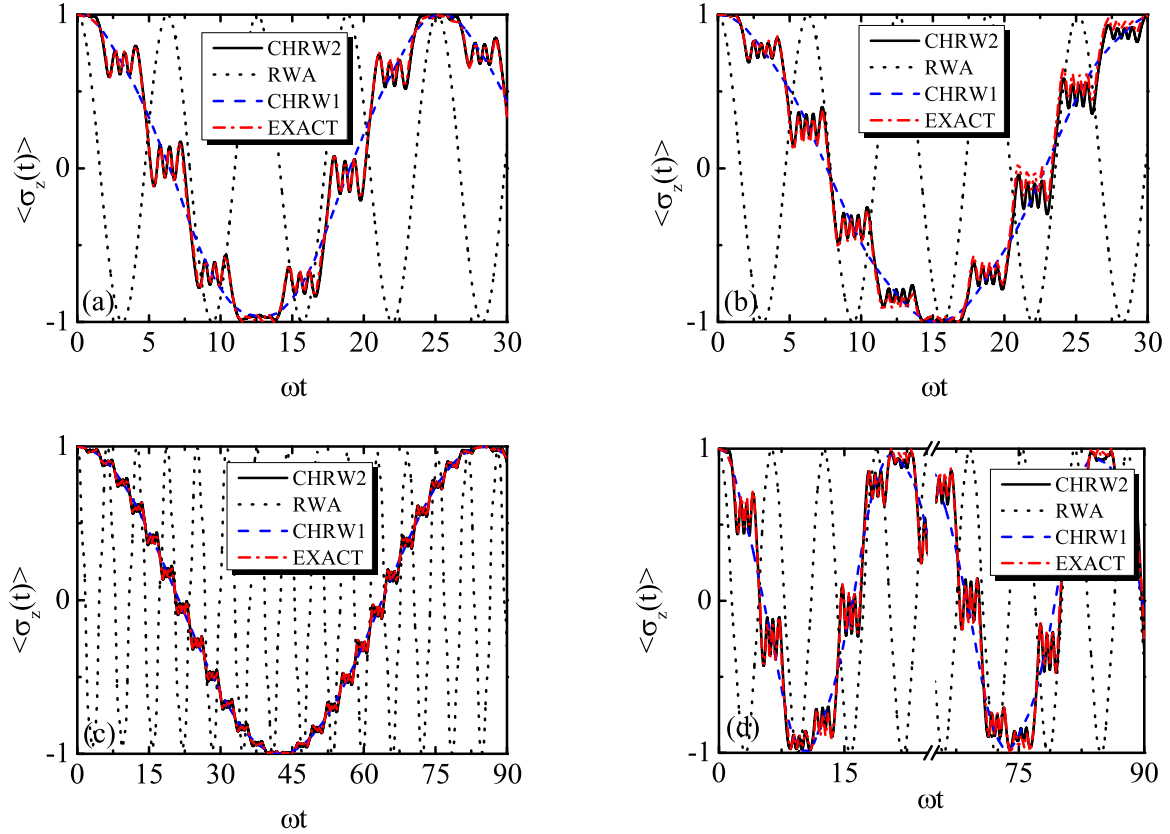 1
0
-1
<σz(t)>
CHRW2
RWA
CHRW1
EXACT
(a)
0 5 10 15 20 25 30
ωt
1
0
-1
<σz(t)>
CHRW2
RWA
CHRW1
EXACT
(b)
0 5 10 15 20 25 30
ωt
1
0
-1
<σz(t)>
CHRW2
RWA
CHRW1
EXACT
(c)
0 15 30 45 60 75 90
ωt
1
0
-1
<σz(t)>
CHRW2
RWA
CHRW1
EXACT
(d)
0 15 75 90
ωt